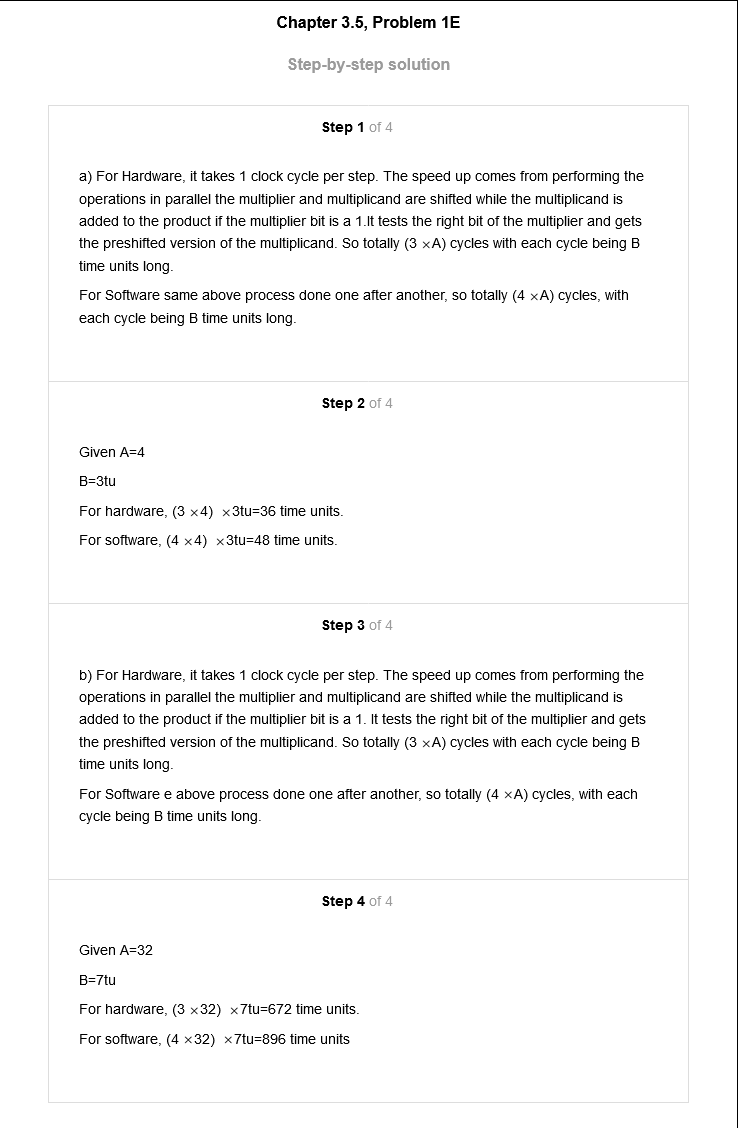 Chapter 3.5, Problem 1E
Step-by-step solution
Step 1 of 4
a) For Hardware, it takes 1 clock cycle per step. The speed up comes from performing the
operations in parallel the multiplier and multiplicand are shifted while the multiplicand is
added to the product if the multiplier bit is a 1.It tests the right bit of the multiplier and gets
the preshifted version of the multiplicand. So totally (3 ×A) cycles with each cycle being B
time units long.
For Software same above process done one after another, so totally (4 ×A) cycles, with
each cycle being B time units long.
Step 2 of 4
Given A=4
B=3tu
For hardware, (3 ×4) ×3tu=36 time units.
For software, (4 ×4) ×3tu=48 time units.
Step 3 of 4
b) For Hardware, it takes 1 clock cycle per step. The speed up comes from performing the
operations in parallel the multiplier and multiplicand are shifted while the multiplicand is
added to the product if the multiplier bit is a 1. It tests the right bit of the multiplier and gets
the preshifted version of the multiplicand. So totally (3 ×A) cycles with each cycle being B
time units long.
For Software e above process done one after another, so totally (4 ×A) cycles, with each
cycle being B time units long.
Step 4 of 4
Given A=32
B=7tu
For hardware, (3 ×32) ×7tu=672 time units.
For software, (4 ×32) ×7tu=896 time units